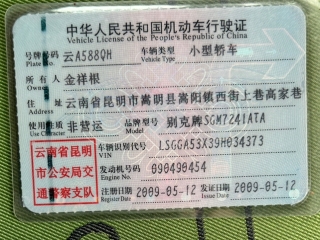 中华人民共和国机动车行驶证
Vehicle License of the People's Republic of China
号牌号码 云A588QH 车辆类型 小型轿车
Plate No. Vehicle Type
所有人 金祥根
Owner
住址 云南省昆明市嵩明县嵩阳镇西街上巷高家巷
Address
使用性质 非营运 品牌型号 别克牌SGM7241ATA
Use Character Model
云南省昆明
市公安局交
通警察支队
车辆识别代号 LSGGA53X39H034373
VIN
发动机号码 090490454
Engine No.
注册日期 2009-05-12 发证日期 2009-05-12
Register Date Issue Date